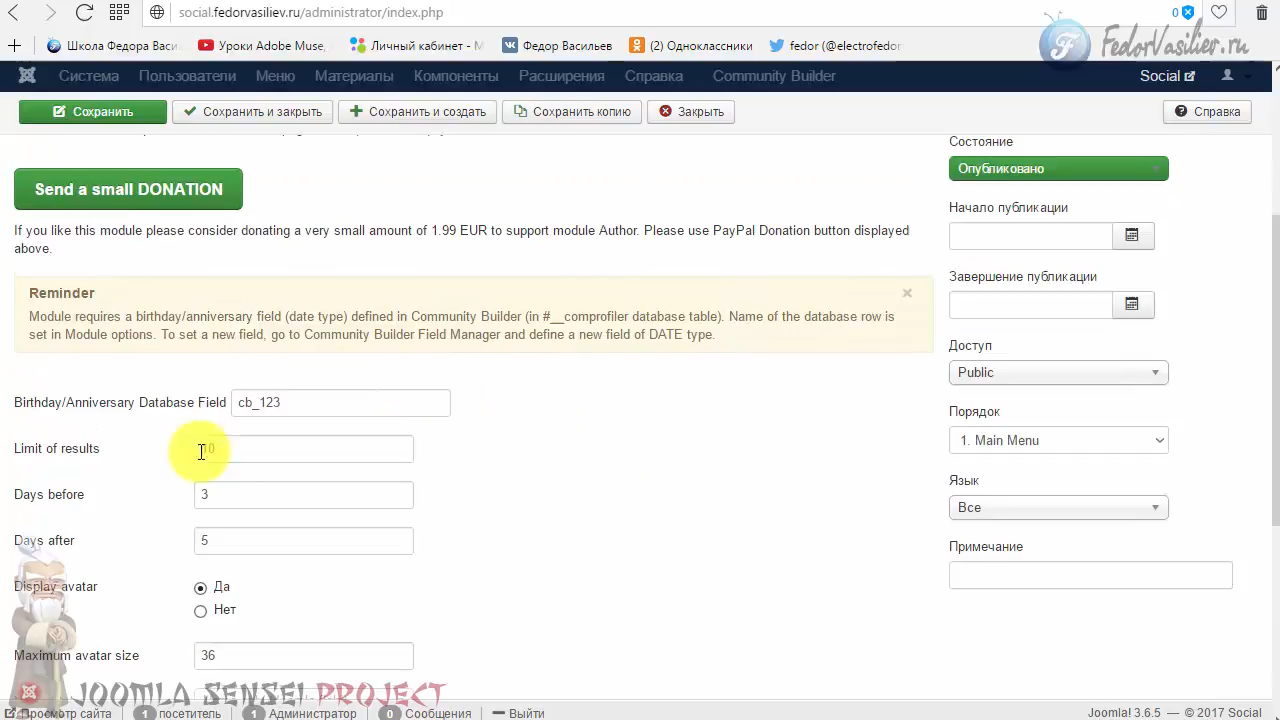 social.fedorvasiliev.ru/administrator/index.php
0
Школа Федора Васи
Уроки Adobe Muse,
Личный кабинет - М
Федор Васильев
(2) Одноклассники
fedor (@electrofedor
FedorVasiliev.ru
Система
Пользователи
Меню
Материалы
Компоненты
Расширения
Справка
Community Builder
Social
Сохранить
Сохранить и закрыть
Сохранить и создать
Сохранить копию
Закрыть
Справка
Send a small DONATION
If you like this module please consider donating a very small amount of 1.99 EUR to support module Author. Please use PayPal Donation button displayed
above.
Reminder
Module requires a birthday/anniversary field (date type) defined in Community Builder (in #__comprofiler database table). Name of the database row is
set in Module options. To set a new field, go to Community Builder Field Manager and define a new field of DATE type.
Birthday/Anniversary Database Field
cb_123
Limit of results
10
Days before
3
Days after
5
Display avatar
Да
Нет
Maximum avatar size
36
Состояние
Опубликовано
Начало публикации
Завершение публикации
Доступ
Public
Порядок
1. Main Menu
Язык
Все
Примечание
JOOMLA SENSEI PROJECT
Просмотр сайта
1 посетитель
1 Администратор
0 Сообщения
Выйти
Joomla! 3.6.5 — © 2017 Social